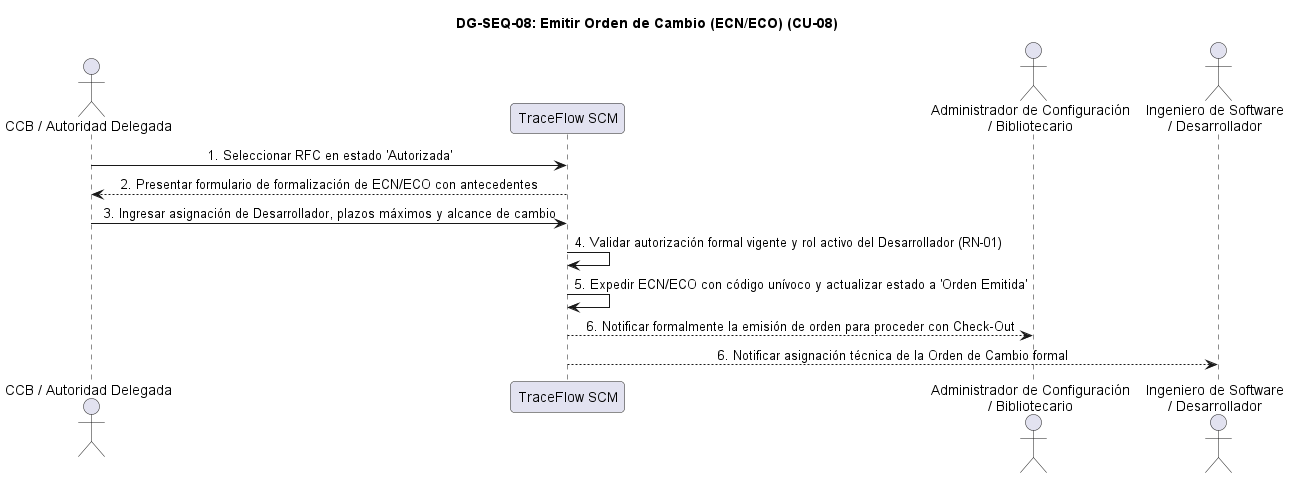 DG-SEQ-08: Emitir Orden de Cambio (ECN/ECO) (CU-08)
CCB / Autoridad Delegada
TraceFlow SCM
Administrador de Configuración
/ Bibliotecario
Ingeniero de Software
/ Desarrollador
1. Seleccionar RFC en estado 'Autorizada'
2. Presentar formulario de formalización de ECN/ECO con antecedentes
3. Ingresar asignación de Desarrollador, plazos máximos y alcance de cambio
4. Validar autorización formal vigente y rol activo del Desarrollador (RN-01)
5. Expedir ECN/ECO con código unívoco y actualizar estado a 'Orden Emitida'
6. Notificar formalmente la emisión de orden para proceder con Check-Out
6. Notificar asignación técnica de la Orden de Cambio formal
CCB / Autoridad Delegada
TraceFlow SCM
Administrador de Configuración
/ Bibliotecario
Ingeniero de Software
/ Desarrollador